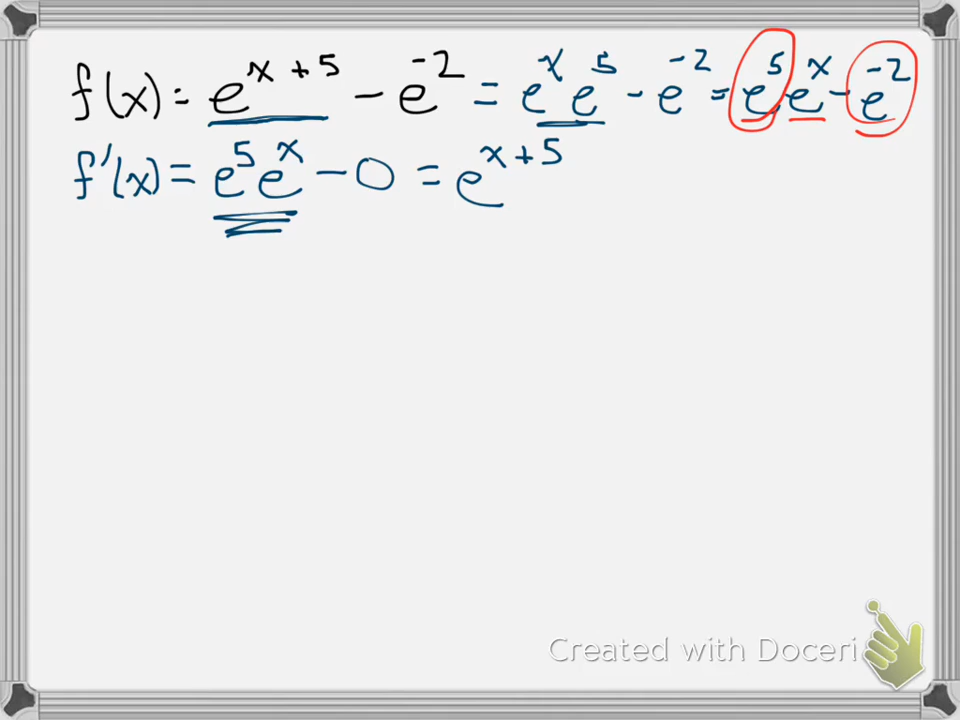 f(x) = e^{x+5} - e^{-2} = e^x e^5 - e^{-2} = e^5 e^x - e^{-2}
f'(x) = e^5 e^x - 0 = e^{x+5}
Created with Doceri